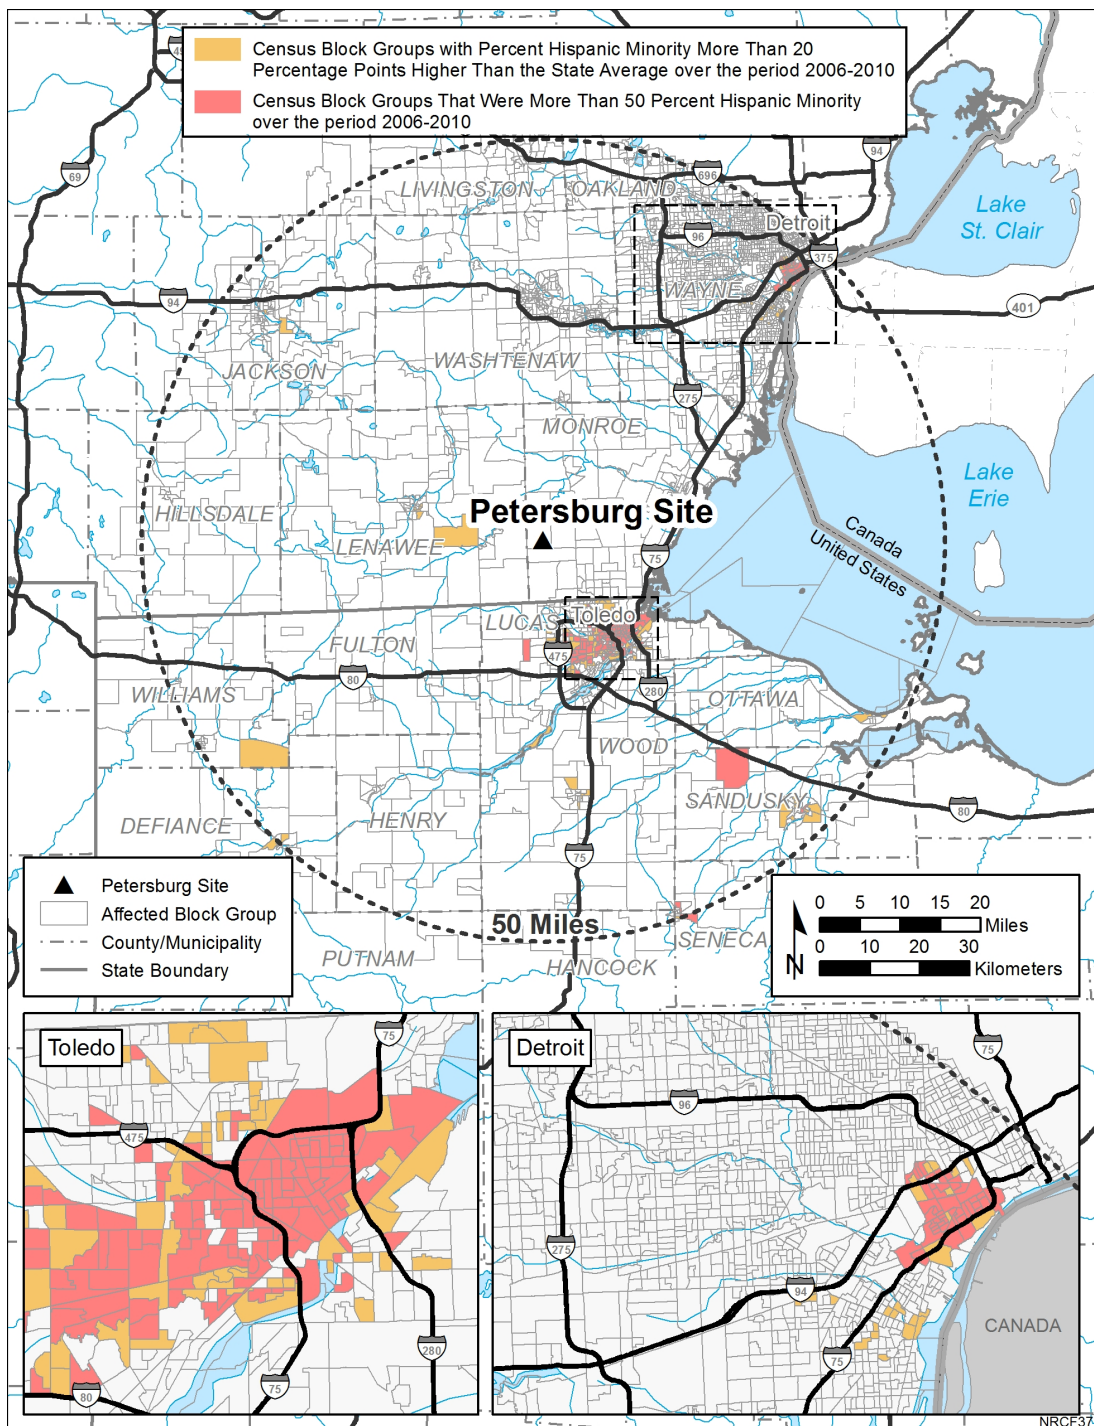 Census Block Groups with Percent Hispanic Minority More Than 20
Percentage Points Higher Than the State Average over the period 2006-2010
Census Block Groups That Were More Than 50 Percent Hispanic Minority
over the period 2006-2010
69
94
696
LIVINGSTON
OAKLAND
Lake
St. Clair
Detroit
96
375
WAYNE
94
401
JACKSON
WASHTENAW
275
MONROE
Lake
Erie
HILLSDALE
Petersburg Site
LENAWEE
Canada
United States
75
LUCAS
Toledo
FULTON
475
80
WILLIAMS
280
OTTAWA
WOOD
SANDUSKY
80
DEFIANCE
HENRY
75
50 Miles
SENECA
PUTNAM
HANCOCK
Petersburg Site
Affected Block Group
County/Municipality
State Boundary
0 5 10 15 20
Miles
0 10 20 30
Kilometers
N
Toledo
75
475
280
75
80
Detroit
75
96
275
94
CANADA
75
NRCF37